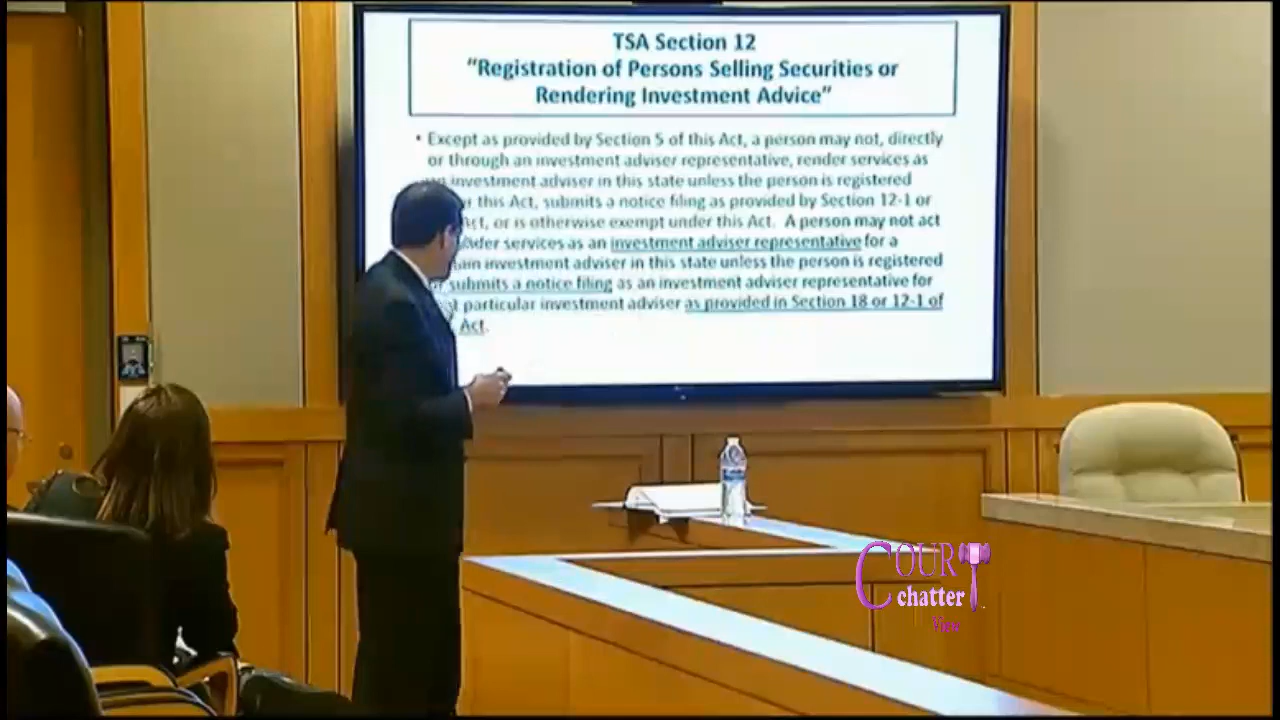 TSA Section 12
"Registration of Persons Selling Securities or
Rendering Investment Advice"
• Except as provided by Section 5 of this Act, a person may not, directly
or through an investment adviser representative, render services as
investment adviser in this state unless the person is registered
this Act, submits a notice filing as provided by Section 12-1 or
Act, or is otherwise exempt under this Act. A person may not act
services as an investment adviser representative for a
investment adviser in this state unless the person is registered
submits a notice filing as an investment adviser representative for
particular investment adviser as provided in Section 18 or 12-1 of
Act.
COURT
chatter
View